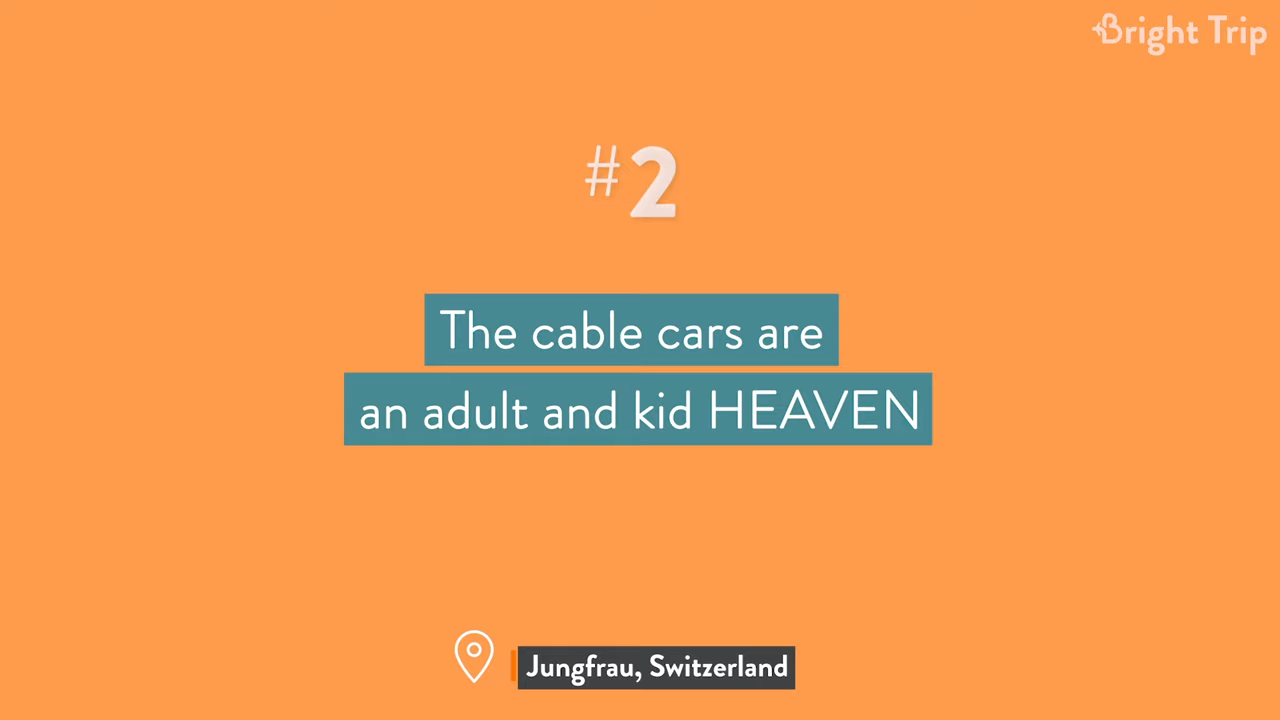 Bright Trip
#2
The cable cars are
an adult and kid HEAVEN
Jungfrau, Switzerland